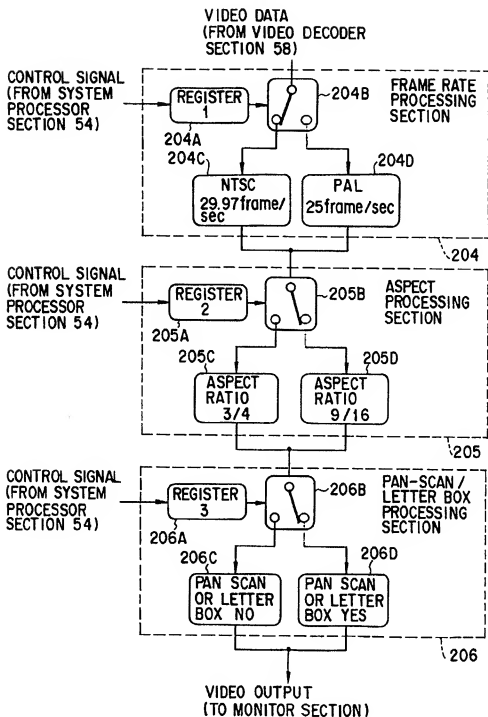 VIDEO DATA
(FROM VIDEO DECODER
SECTION 58)
CONTROL SIGNAL
(FROM SYSTEM
PROCESSOR
SECTION 54)
REGISTER
1
204A
204B
FRAME RATE
PROCESSING
SECTION
204C
NTSC
29.97frame/
sec
204D
PAL
25frame/sec
204
CONTROL SIGNAL
(FROM SYSTEM
PROCESSOR
SECTION 54)
REGISTER
2
205A
205B
ASPECT
PROCESSING
SECTION
205C
ASPECT
RATIO
3/4
205D
ASPECT
RATIO
9/16
205
CONTROL SIGNAL
(FROM SYSTEM
PROCESSOR
SECTION 54)
REGISTER
3
206A
206B
PAN-SCAN/
LETTER BOX
PROCESSING
SECTION
206C
PAN SCAN
OR LETTER
BOX NO
206D
PAN SCAN
OR LETTER
BOX YES
206
VIDEO OUTPUT
(TO MONITOR SECTION)